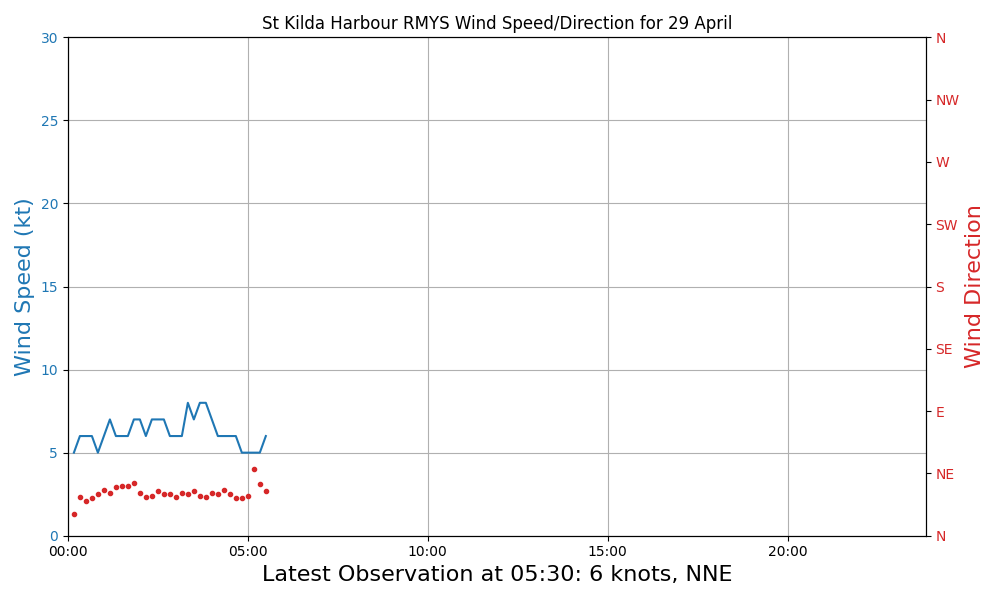 St Kilda Harbour RMYS Wind Speed/Direction for 29 April
30
25
20
15
10
5
0
Wind Speed (kt)
N
NW
W
SW
S
SE
E
NE
N
Wind Direction
00:00
05:00
10:00
15:00
20:00
Latest Observation at 05:30: 6 knots, NNE